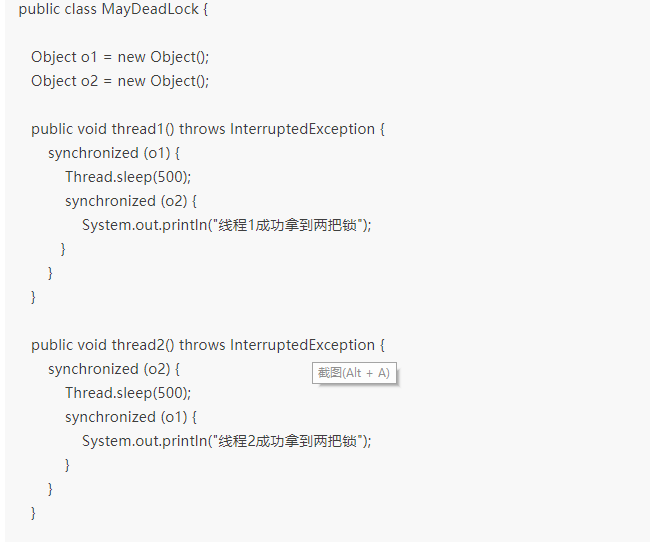 public class MayDeadLock {
Object o1 = new Object();
Object o2 = new Object();
public void thread1() throws InterruptedException {
synchronized (o1) {
Thread.sleep(500);
synchronized (o2) {
System.out.println("线程1成功拿到两把锁");
}
}
}
public void thread2() throws InterruptedException {
synchronized (o2) {
截图(Alt + A)
Thread.sleep(500);
synchronized (o1) {
System.out.println("线程2成功拿到两把锁");
}
}
}